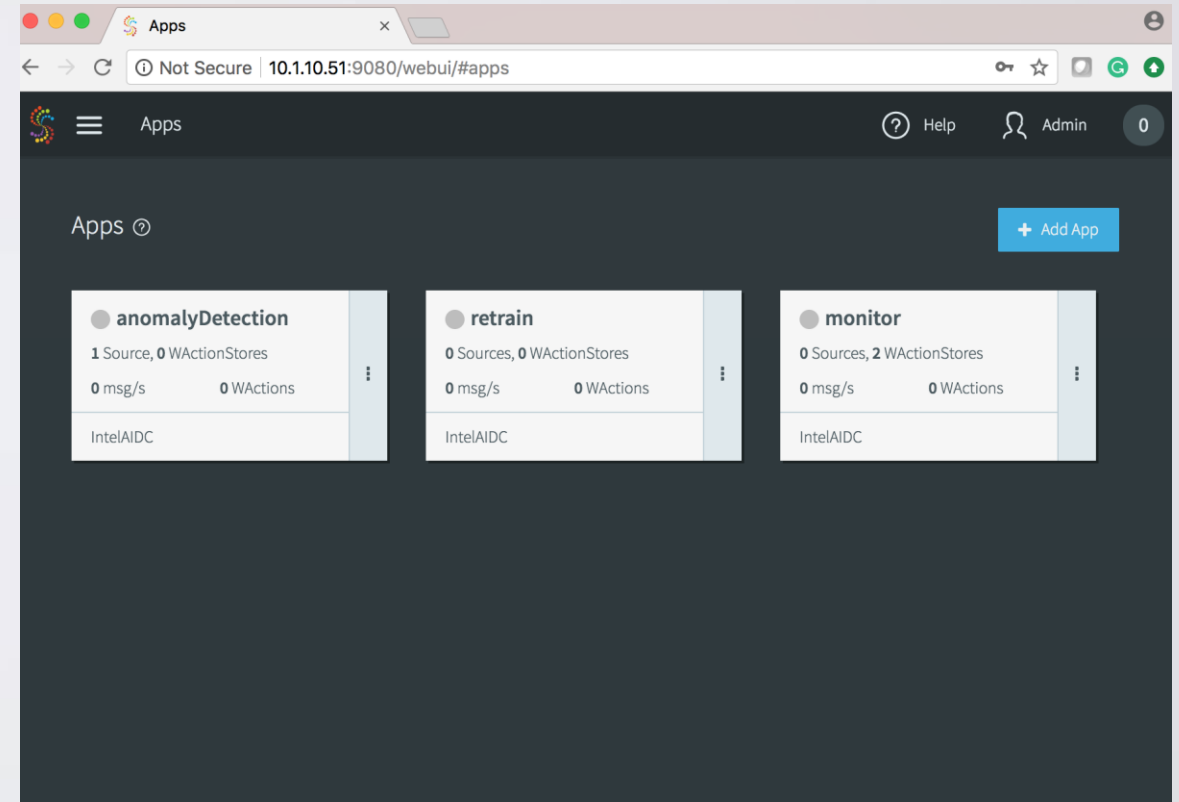 Apps
Not Secure 10.1.10.51:9080/webui/#apps
Apps Help Admin 0
Apps
+ Add App
anomalyDetection
1 Source, 0 WActionStores
0 msg/s 0 WActions
IntelAIDC
retrain
0 Sources, 0 WActionStores
0 msg/s 0 WActions
IntelAIDC
monitor
0 Sources, 2 WActionStores
0 msg/s 0 WActions
IntelAIDC